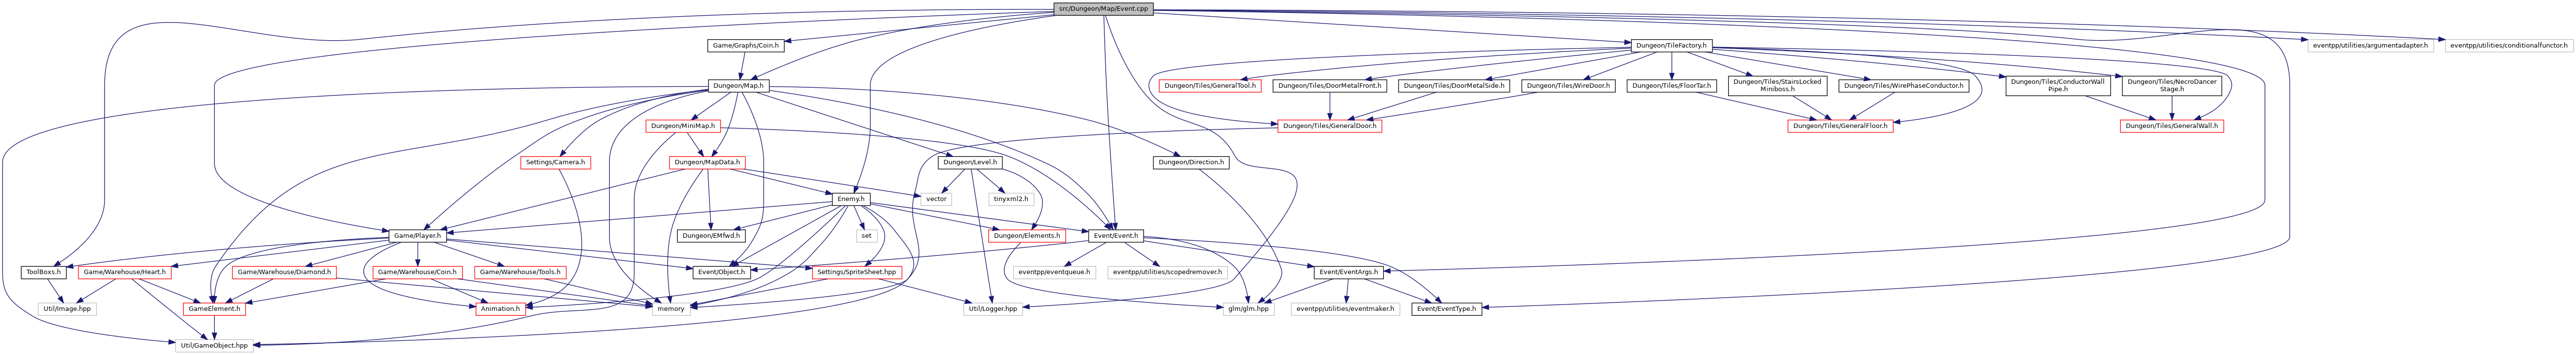 src/Dungeon/Map/Event.cpp
Game/Graphs/Coin.h
Dungeon/TileFactory.h
eventpp/utilities/argumentadapter.h
eventpp/utilities/conditionalfunctor.h
Dungeon/Map.h
Dungeon/Tiles/GeneralTool.h
Dungeon/Tiles/DoorMetalFront.h
Dungeon/Tiles/DoorMetalSide.h
Dungeon/Tiles/WireDoor.h
Dungeon/Tiles/FloorTar.h
Dungeon/Tiles/StairsLocked
Miniboss.h
Dungeon/Tiles/WirePhaseConductor.h
Dungeon/Tiles/ConductorWall
Pipe.h
Dungeon/Tiles/NecroDancer
Stage.h
Dungeon/MiniMap.h
Dungeon/Tiles/GeneralDoor.h
Dungeon/Tiles/GeneralFloor.h
Dungeon/Tiles/GeneralWall.h
Settings/Camera.h
Dungeon/MapData.h
Dungeon/Level.h
Dungeon/Direction.h
Enemy.h
vector
tinyxml2.h
Game/Player.h
Dungeon/EMfwd.h
set
Dungeon/Elements.h
Event/Event.h
ToolBoxs.h
Game/Warehouse/Heart.h
Game/Warehouse/Diamond.h
Game/Warehouse/Coin.h
Game/Warehouse/Tools.h
Event/Object.h
Settings/SpriteSheet.hpp
eventpp/eventqueue.h
eventpp/utilities/scopedremover.h
Event/EventArgs.h
Util/Image.hpp
GameElement.h
Animation.h
memory
Util/Logger.hpp
glm/glm.hpp
eventpp/utilities/eventmaker.h
Event/EventType.h
Util/GameObject.hpp